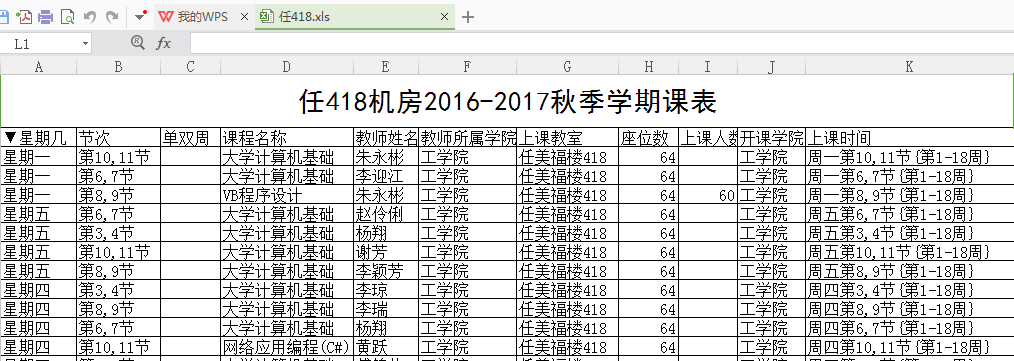 我的WPS × 任418.xls × +
L1 fx
A B C D E F G H I J K
任418机房2016-2017秋季学期课表
▼星期几 节次 单双周 课程名称 教师姓名 教师所属学院 上课教室 座位数 上课人数 开课学院 上课时间
星期一 第10,11节 大学计算机基础 朱永彬 工学院 任美福楼418 64 工学院 周一第10,11节{第1-18周}
星期一 第6,7节 大学计算机基础 李迎江 工学院 任美福楼418 64 工学院 周一第6,7节{第1-18周}
星期一 第8,9节 VB程序设计 朱永彬 工学院 任美福楼418 64 60 工学院 周一第8,9节{第1-18周}
星期五 第6,7节 大学计算机基础 赵伶俐 工学院 任美福楼418 64 工学院 周五第6,7节{第1-18周}
星期五 第3,4节 大学计算机基础 杨翔 工学院 任美福楼418 64 工学院 周五第3,4节{第1-18周}
星期五 第10,11节 大学计算机基础 谢芳 工学院 任美福楼418 64 工学院 周五第10,11节{第1-18周}
星期五 第8,9节 大学计算机基础 李颖芳 工学院 任美福楼418 64 工学院 周五第8,9节{第1-18周}
星期四 第3,4节 大学计算机基础 李琼 工学院 任美福楼418 64 工学院 周四第3,4节{第1-18周}
星期四 第8,9节 大学计算机基础 李瑞 工学院 任美福楼418 64 工学院 周四第8,9节{第1-18周}
星期四 第6,7节 大学计算机基础 杨翔 工学院 任美福楼418 64 工学院 周四第6,7节{第1-18周}
星期四 第10,11节 网络应用编程(C#) 黄跃 工学院 任美福楼418 64 工学院 周四第10,11节{第1-18周}